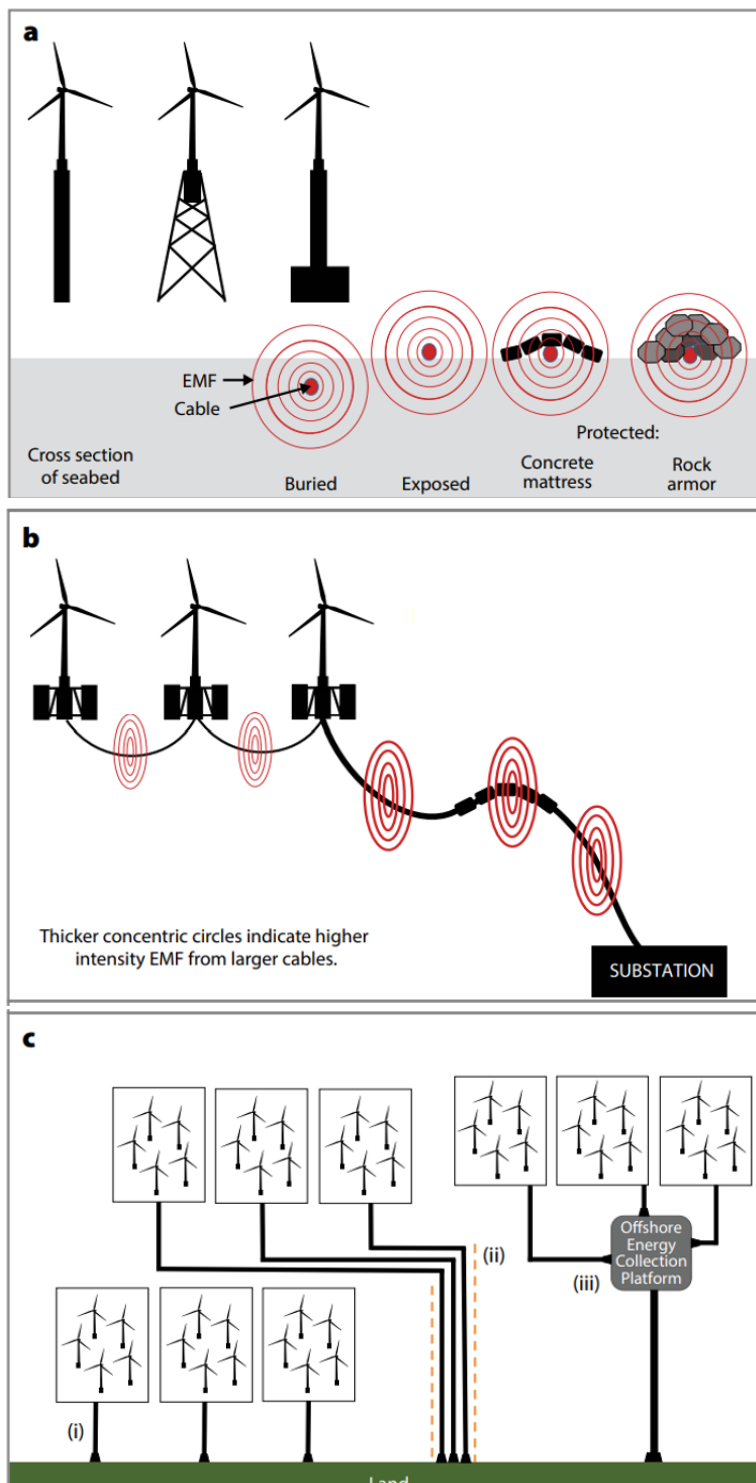 a
EMF
Cable
Cross section
of seabed
Buried
Exposed
Protected:
Concrete
mattress
Rock
armor
b
Thicker concentric circles indicate higher
intensity EMF from larger cables.
SUBSTATION
c
(i)
(ii)
(iii)
Offshore
Energy
Collection
Platform
Land